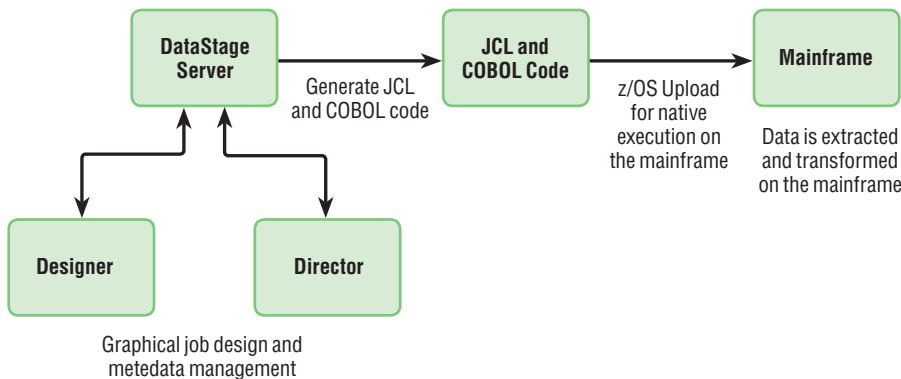 DataStage
Server
Generate JCL
and COBOL code
JCL and
COBOL Code
z/OS Upload
for native
execution on
the mainframe
Mainframe
Data is extracted
and transformed
on the mainframe
Designer
Director
Graphical job design and
metedata management